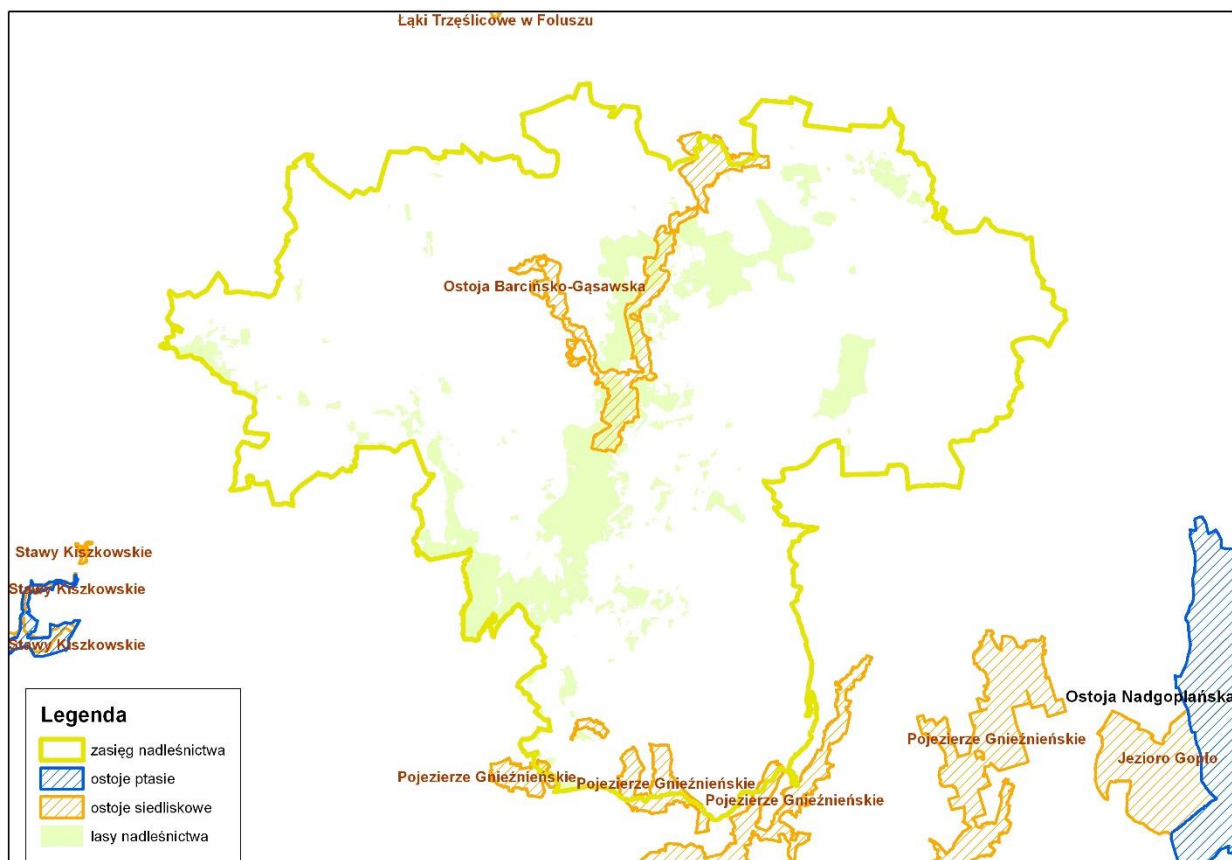 Łąki Trzęślicowe w Foluszu
Ostoja Barcińsko-Gąsawska
Stawy Kiszkowskie
Stawy Kiszkowskie
Stawy Kiszkowskie
Ostoja Nadgoplańska
Pojezierze Gnieźnieńskie
Jezioro Gopło
Pojezierze Gnieźnieńskie
Pojezierze Gnieźnieńskie
Pojezierze Gnieźnieńskie
Legenda
zasięg nadleśnictwa
ostoje ptasie
ostoje siedliskowe
lasy nadleśnictwa